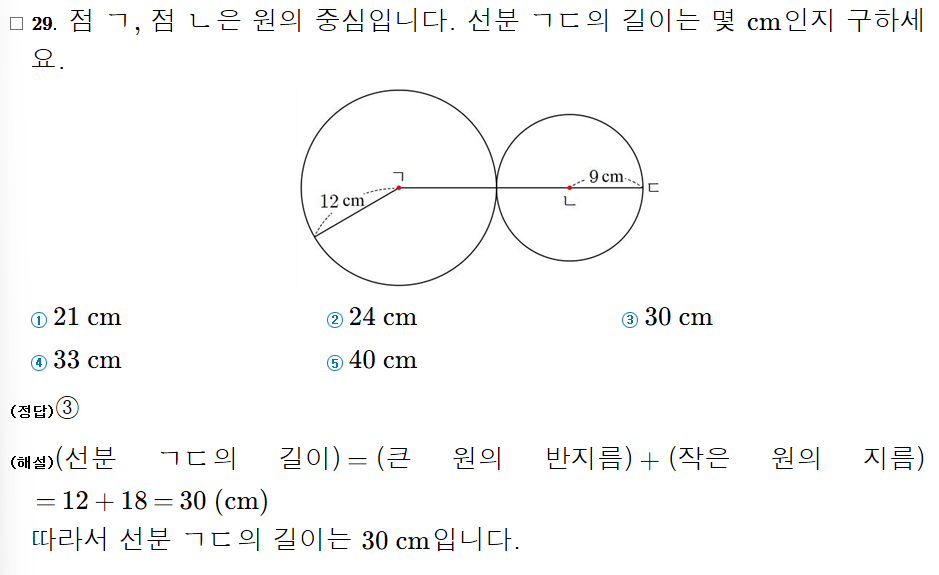 □ 29. 점 ㄱ, 점 ㄴ은 원의 중심입니다. 선분 ㄱㄷ의 길이는 몇 cm인지 구하세
요.
ㄱ
9 cm
ㄷ
12 cm
ㄴ
① 21 cm ② 24 cm ③ 30 cm
④ 33 cm ⑤ 40 cm
(정답)③
(해설)(선분 ㄱㄷ의 길이) = (큰 원의 반지름) + (작은 원의 지름)
= 12 + 18 = 30 (cm)
따라서 선분 ㄱㄷ의 길이는 30 cm입니다.